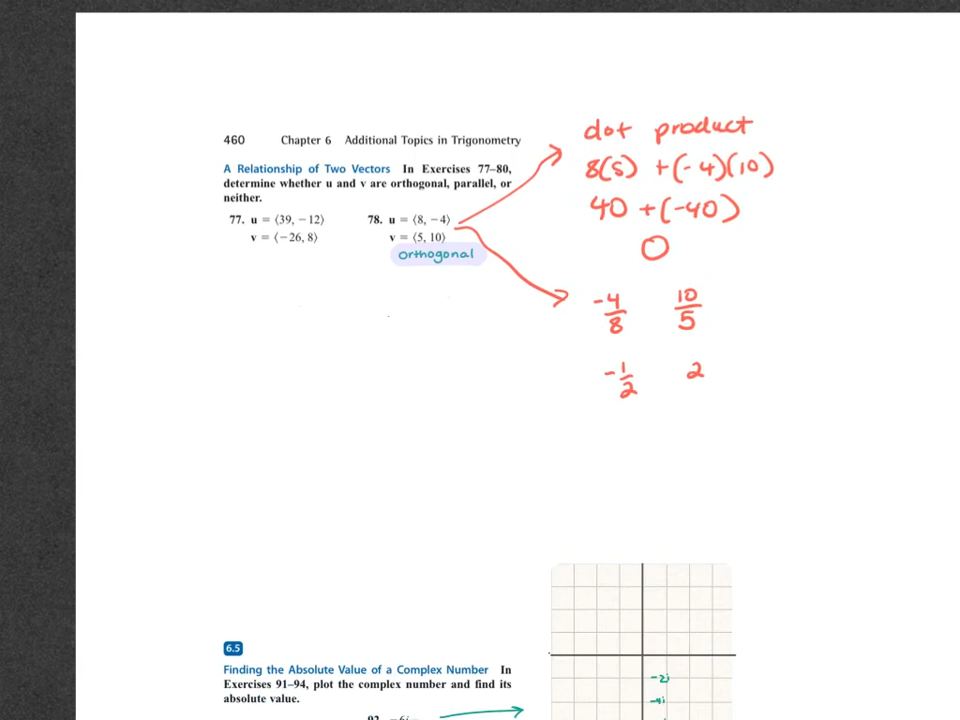 dot product
460 Chapter 6 Additional Topics in Trigonometry
8(5) + (-4)(10)
A Relationship of Two Vectors In Exercises 77–80,
determine whether u and v are orthogonal, parallel, or
neither.
40 + (-40)
77. u = ⟨39, −12⟩
v = ⟨−26, 8⟩
78. u = ⟨8, −4⟩
v = ⟨5, 10⟩
orthogonal
0
-4/8 10/5
-1/2 2
6.5
Finding the Absolute Value of a Complex Number In
Exercises 91–94, plot the complex number and find its
absolute value.
-2i
-4i